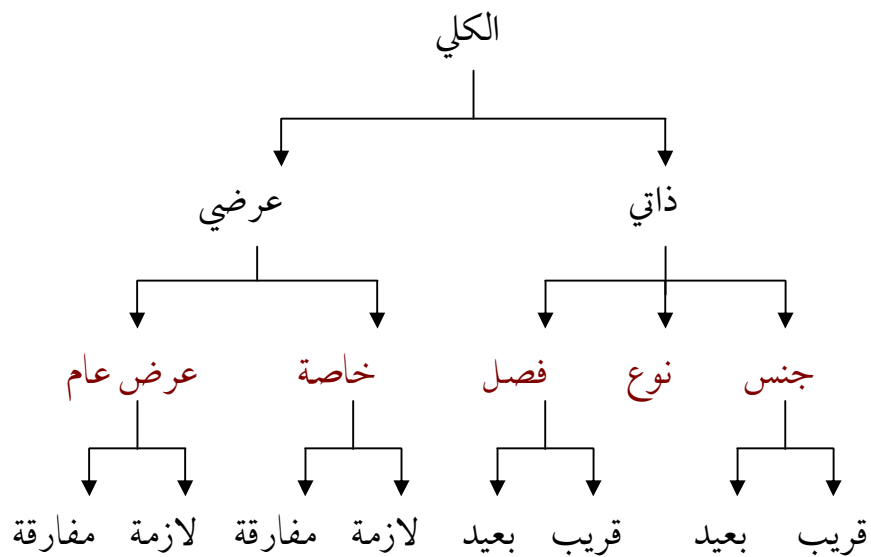 الكلي
ذاتي عرضي
جنس نوع فصل خاصة عرض عام
قريب بعيد قريب بعيد لازمة مفارقة لازمة مفارقة